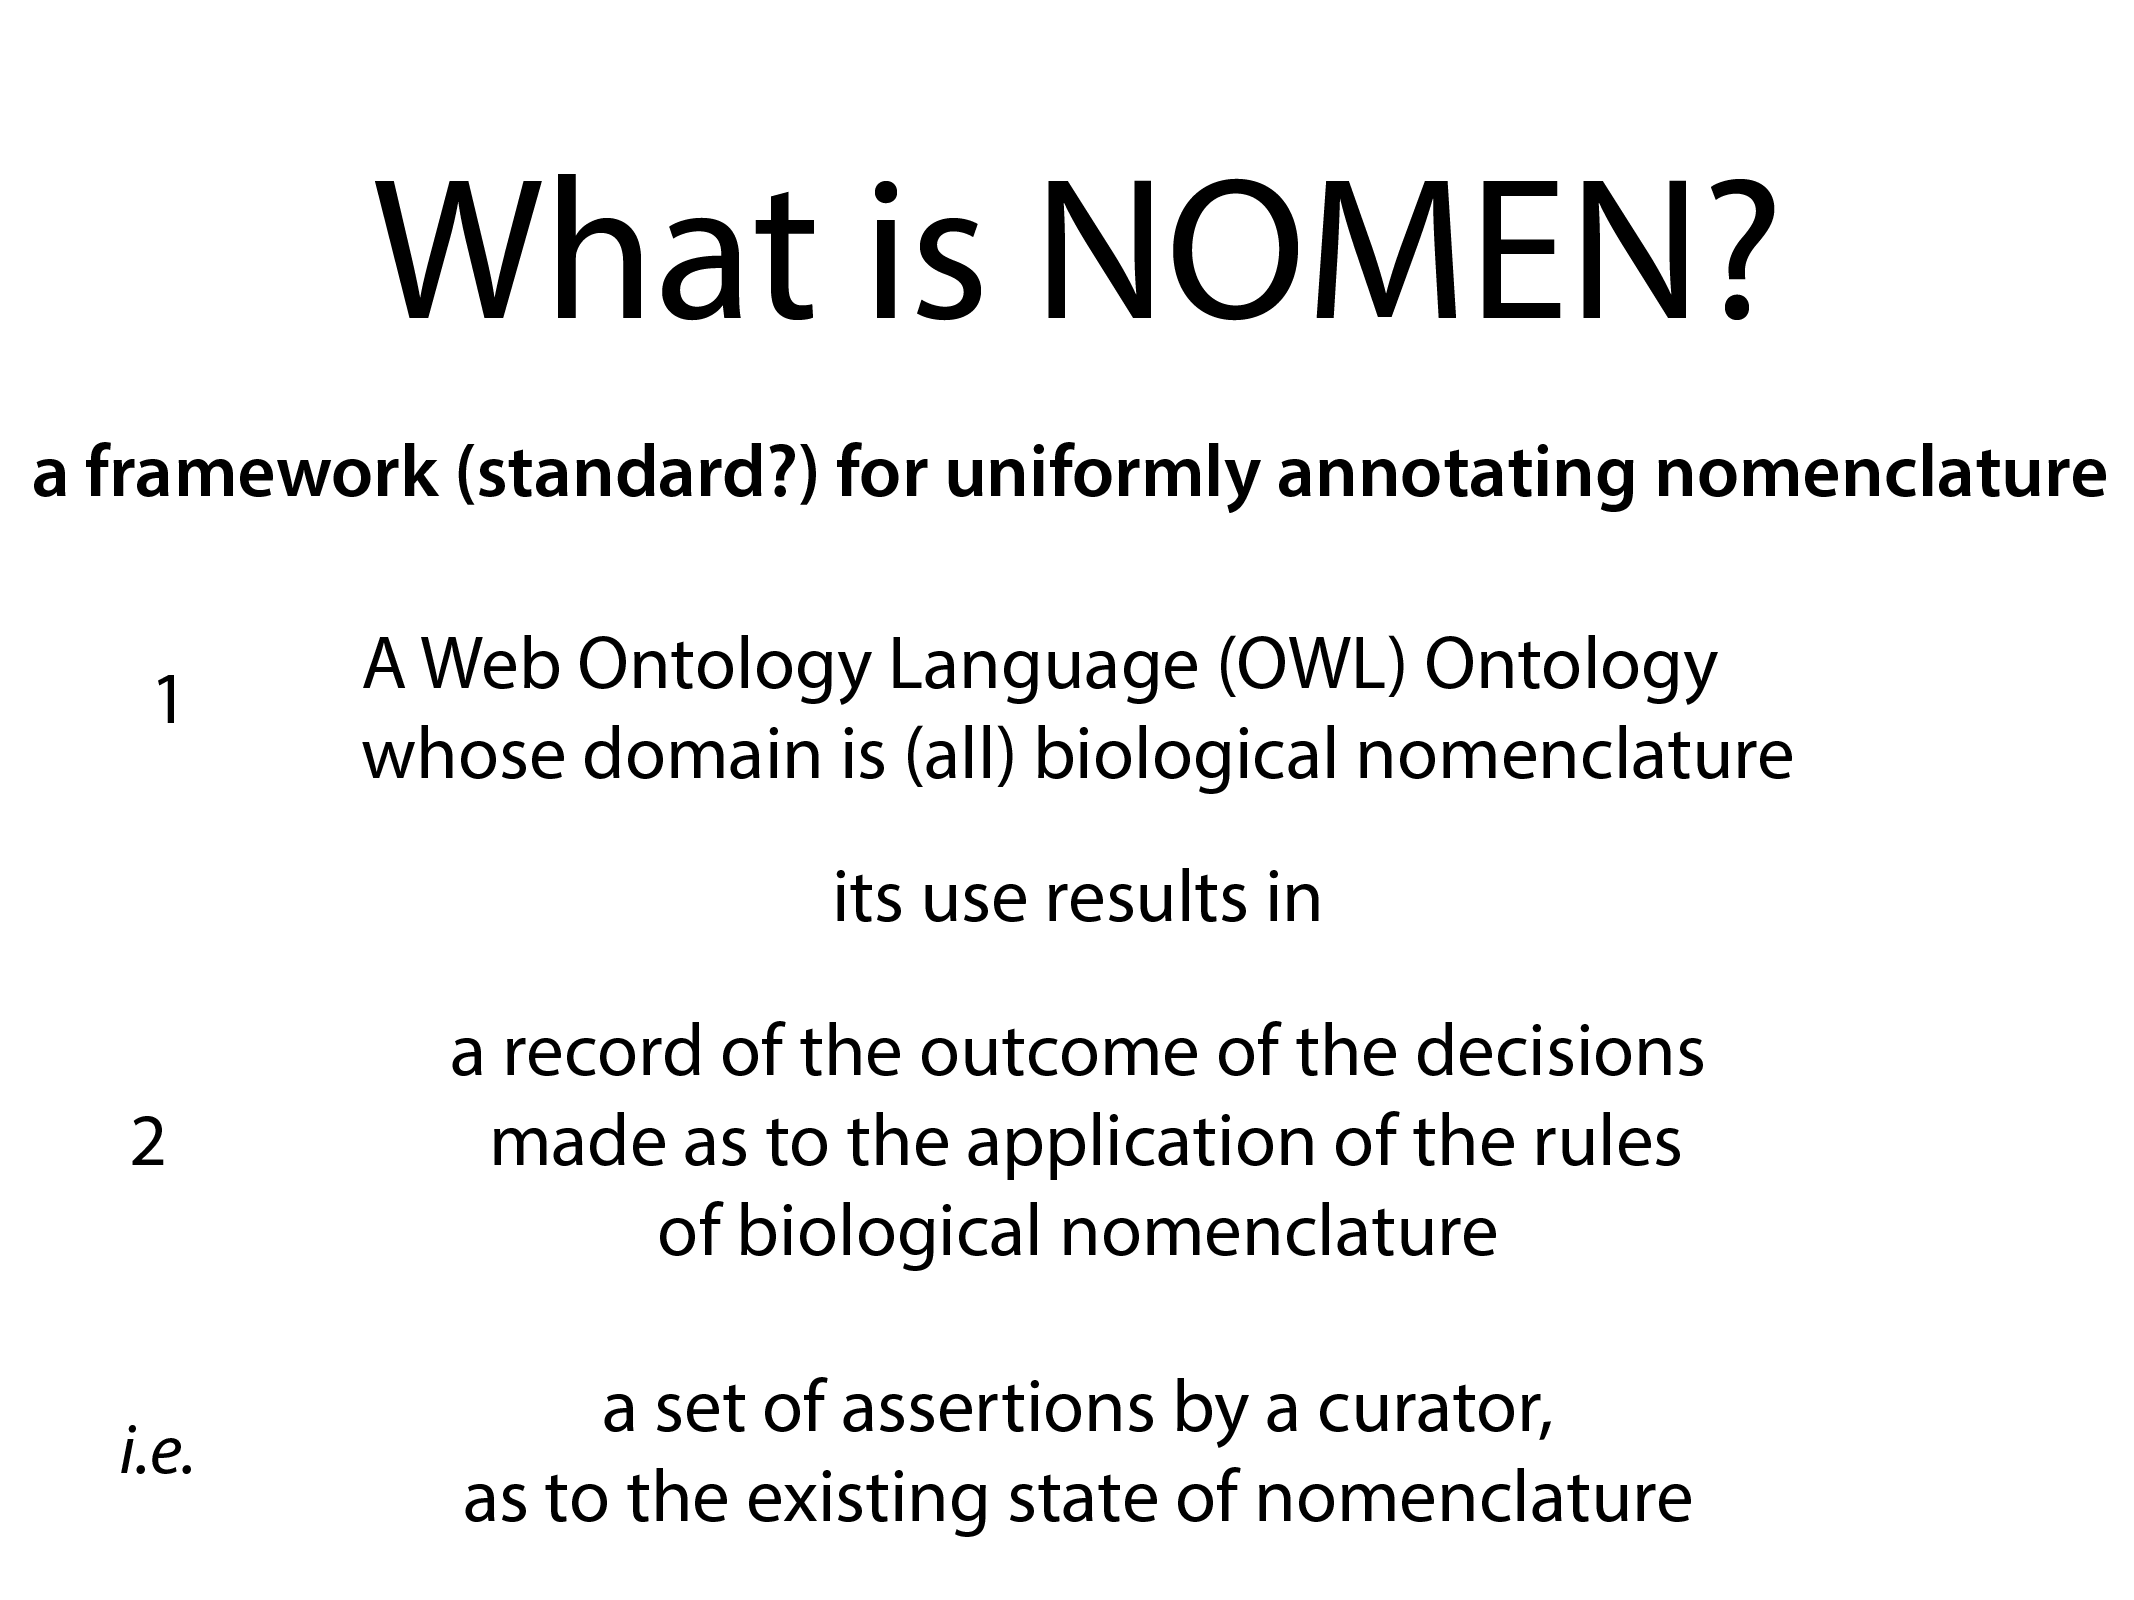 What is NOMEN?
a framework (standard?) for uniformly annotating nomenclature
1
A Web Ontology Language (OWL) Ontology
whose domain is (all) biological nomenclature
its use results in
2
a record of the outcome of the decisions
made as to the application of the rules
of biological nomenclature
i.e.
a set of assertions by a curator,
as to the existing state of nomenclature